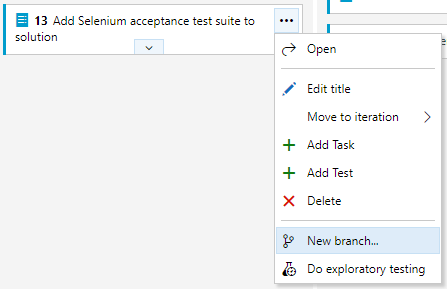 13 Add Selenium acceptance test suite to
solution
Open
Edit title
Move to iteration
Add Task
Add Test
Delete
New branch...
Do exploratory testing